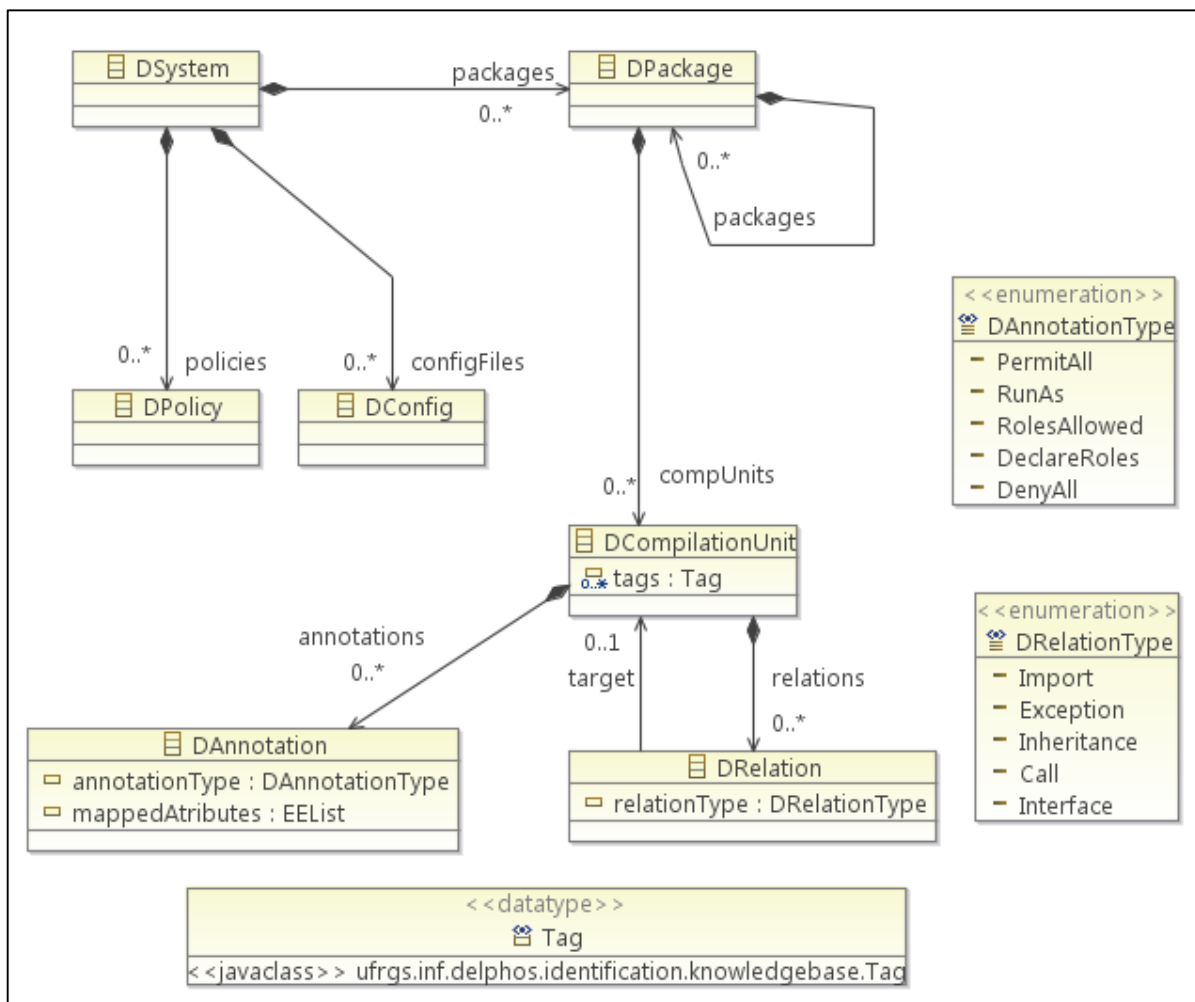 DSystem
packages
0..*
DPackage
0..*
packages
0..*
policies
0..*
configFiles
DPolicy
DConfig
0..*
compUnits
<<enumeration>>
DAnnotationType
PermitAll
RunAs
RolesAllowed
DeclareRoles
DenyAll
DCompilationUnit
0..* tags : Tag
annotations
0..*
0..1
target
relations
0..*
<<enumeration>>
DRelationType
Import
Exception
Inheritance
Call
Interface
DAnnotation
annotationType : DAnnotationType
mappedAtributes : EEList
DRelation
relationType : DRelationType
<<datatype>>
Tag
<<javaclass>> ufrgs.inf.delphos.identification.knowledgebase.Tag